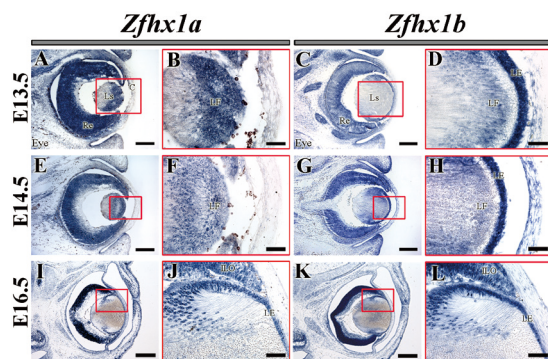 Zfhx1a Zfhx1b
E13.5
A B C D
Ls C LF Ls LE LF
Re Re
Eye
E14.5
E F G H
LF LE LF
E16.5
I J K L
ILO LE ILO LE